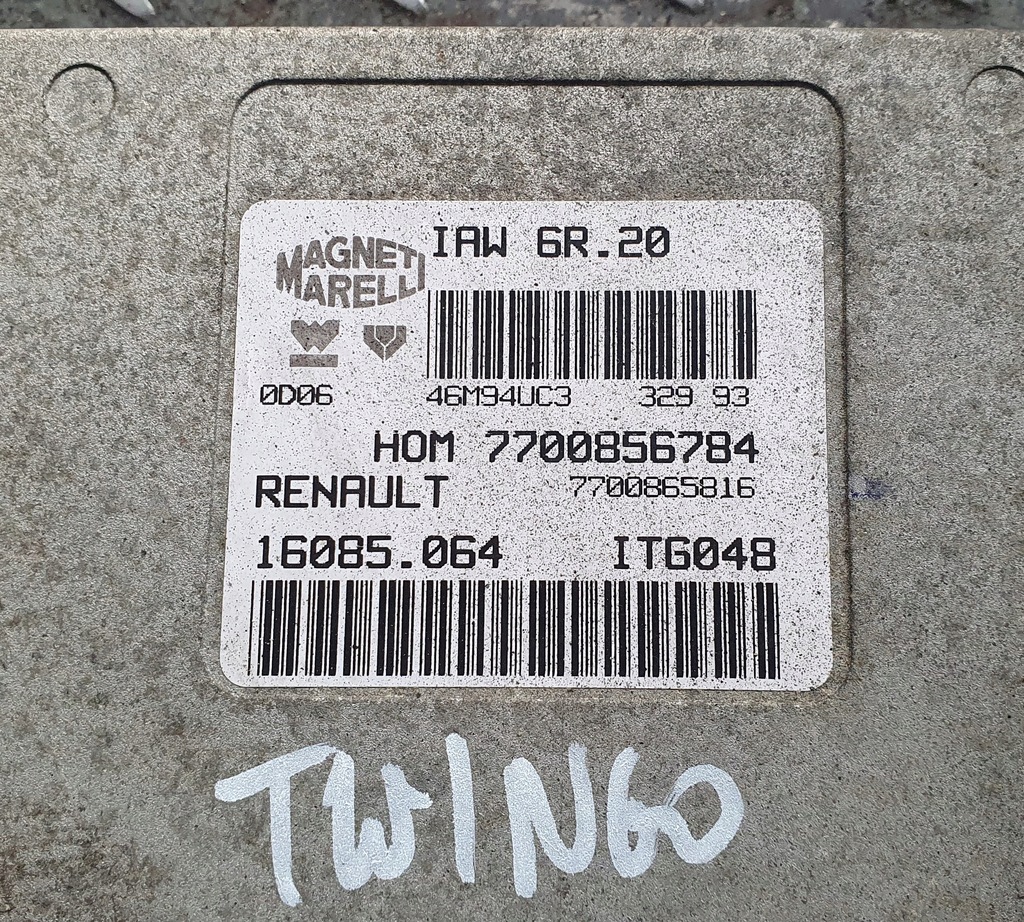 MAGNETI
MARELLI
IAW 6R.20
0D06 46M94UC3 329 93
HOM 7700856784
RENAULT 7700865816
16085.064 ITG048
TWINGO